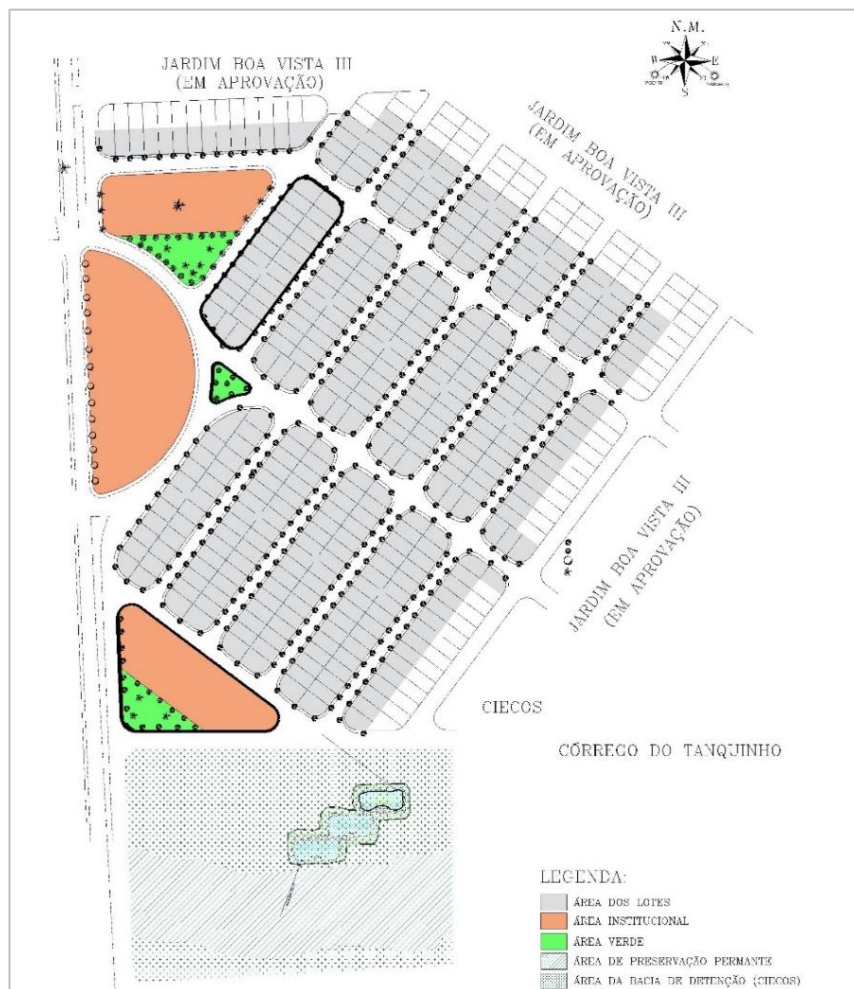 N.M.
W
E
S
JARDIM BOA VISTA III
(EM APROVAÇÃO)
JARDIM BOA VISTA III
(EM APROVAÇÃO)
JARDIM BOA VISTA III
(EM APROVAÇÃO)
CIECOS
CÓRREGO DO TANQUINHO
LEGENDA:
ÁREA DOS LOTES
ÁREA INSTITUCIONAL
ÁREA VERDE
ÁREA DE PRESERVAÇÃO PERMANTE
ÁREA DA BACIA DE DETENÇÃO (CIECOS)